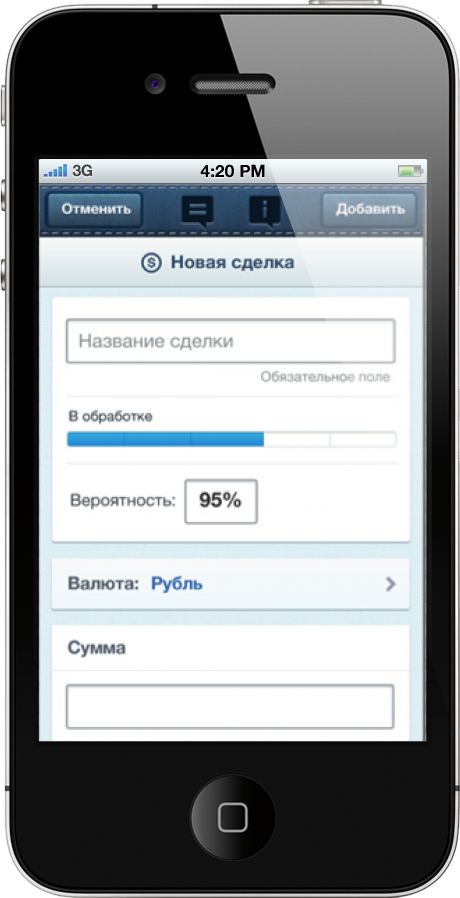 3G
4:20 PM
Отменить
Добавить
Новая сделка
Название сделки
Обязательное поле
В обработке
Вероятность: 95%
Валюта: Рубль
Сумма